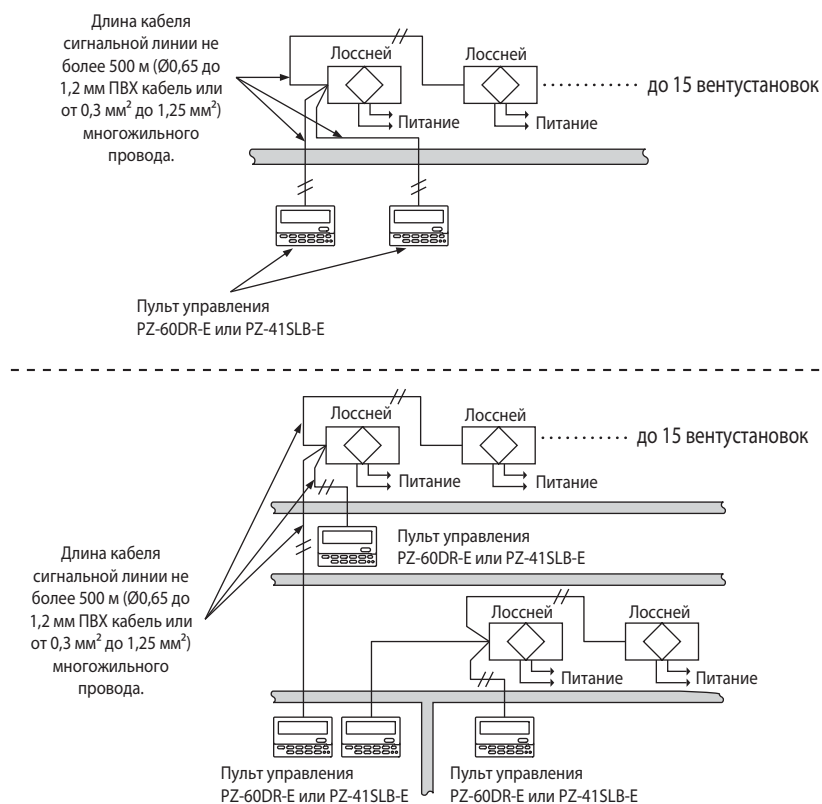 Длина кабеля
сигнальной линии не
более 500 м (Ø0,65 до
1,2 мм ПВХ кабель или
от 0,3 мм² до 1,25 мм²)
многожильного
провода.
Лоссней
Лоссней
до 15 вентустановок
Питание
Питание
Пульт управления
PZ-60DR-E или PZ-41SLB-E
Лоссней
Лоссней
до 15 вентустановок
Питание
Питание
Пульт управления
PZ-60DR-E или PZ-41SLB-E
Длина кабеля
сигнальной линии не
более 500 м (Ø0,65 до
1,2 мм ПВХ кабель или
от 0,3 мм² до 1,25 мм²)
многожильного
провода.
Лоссней
Лоссней
Питание
Питание
Пульт управления
PZ-60DR-E или PZ-41SLB-E
Пульт управления
PZ-60DR-E или PZ-41SLB-E